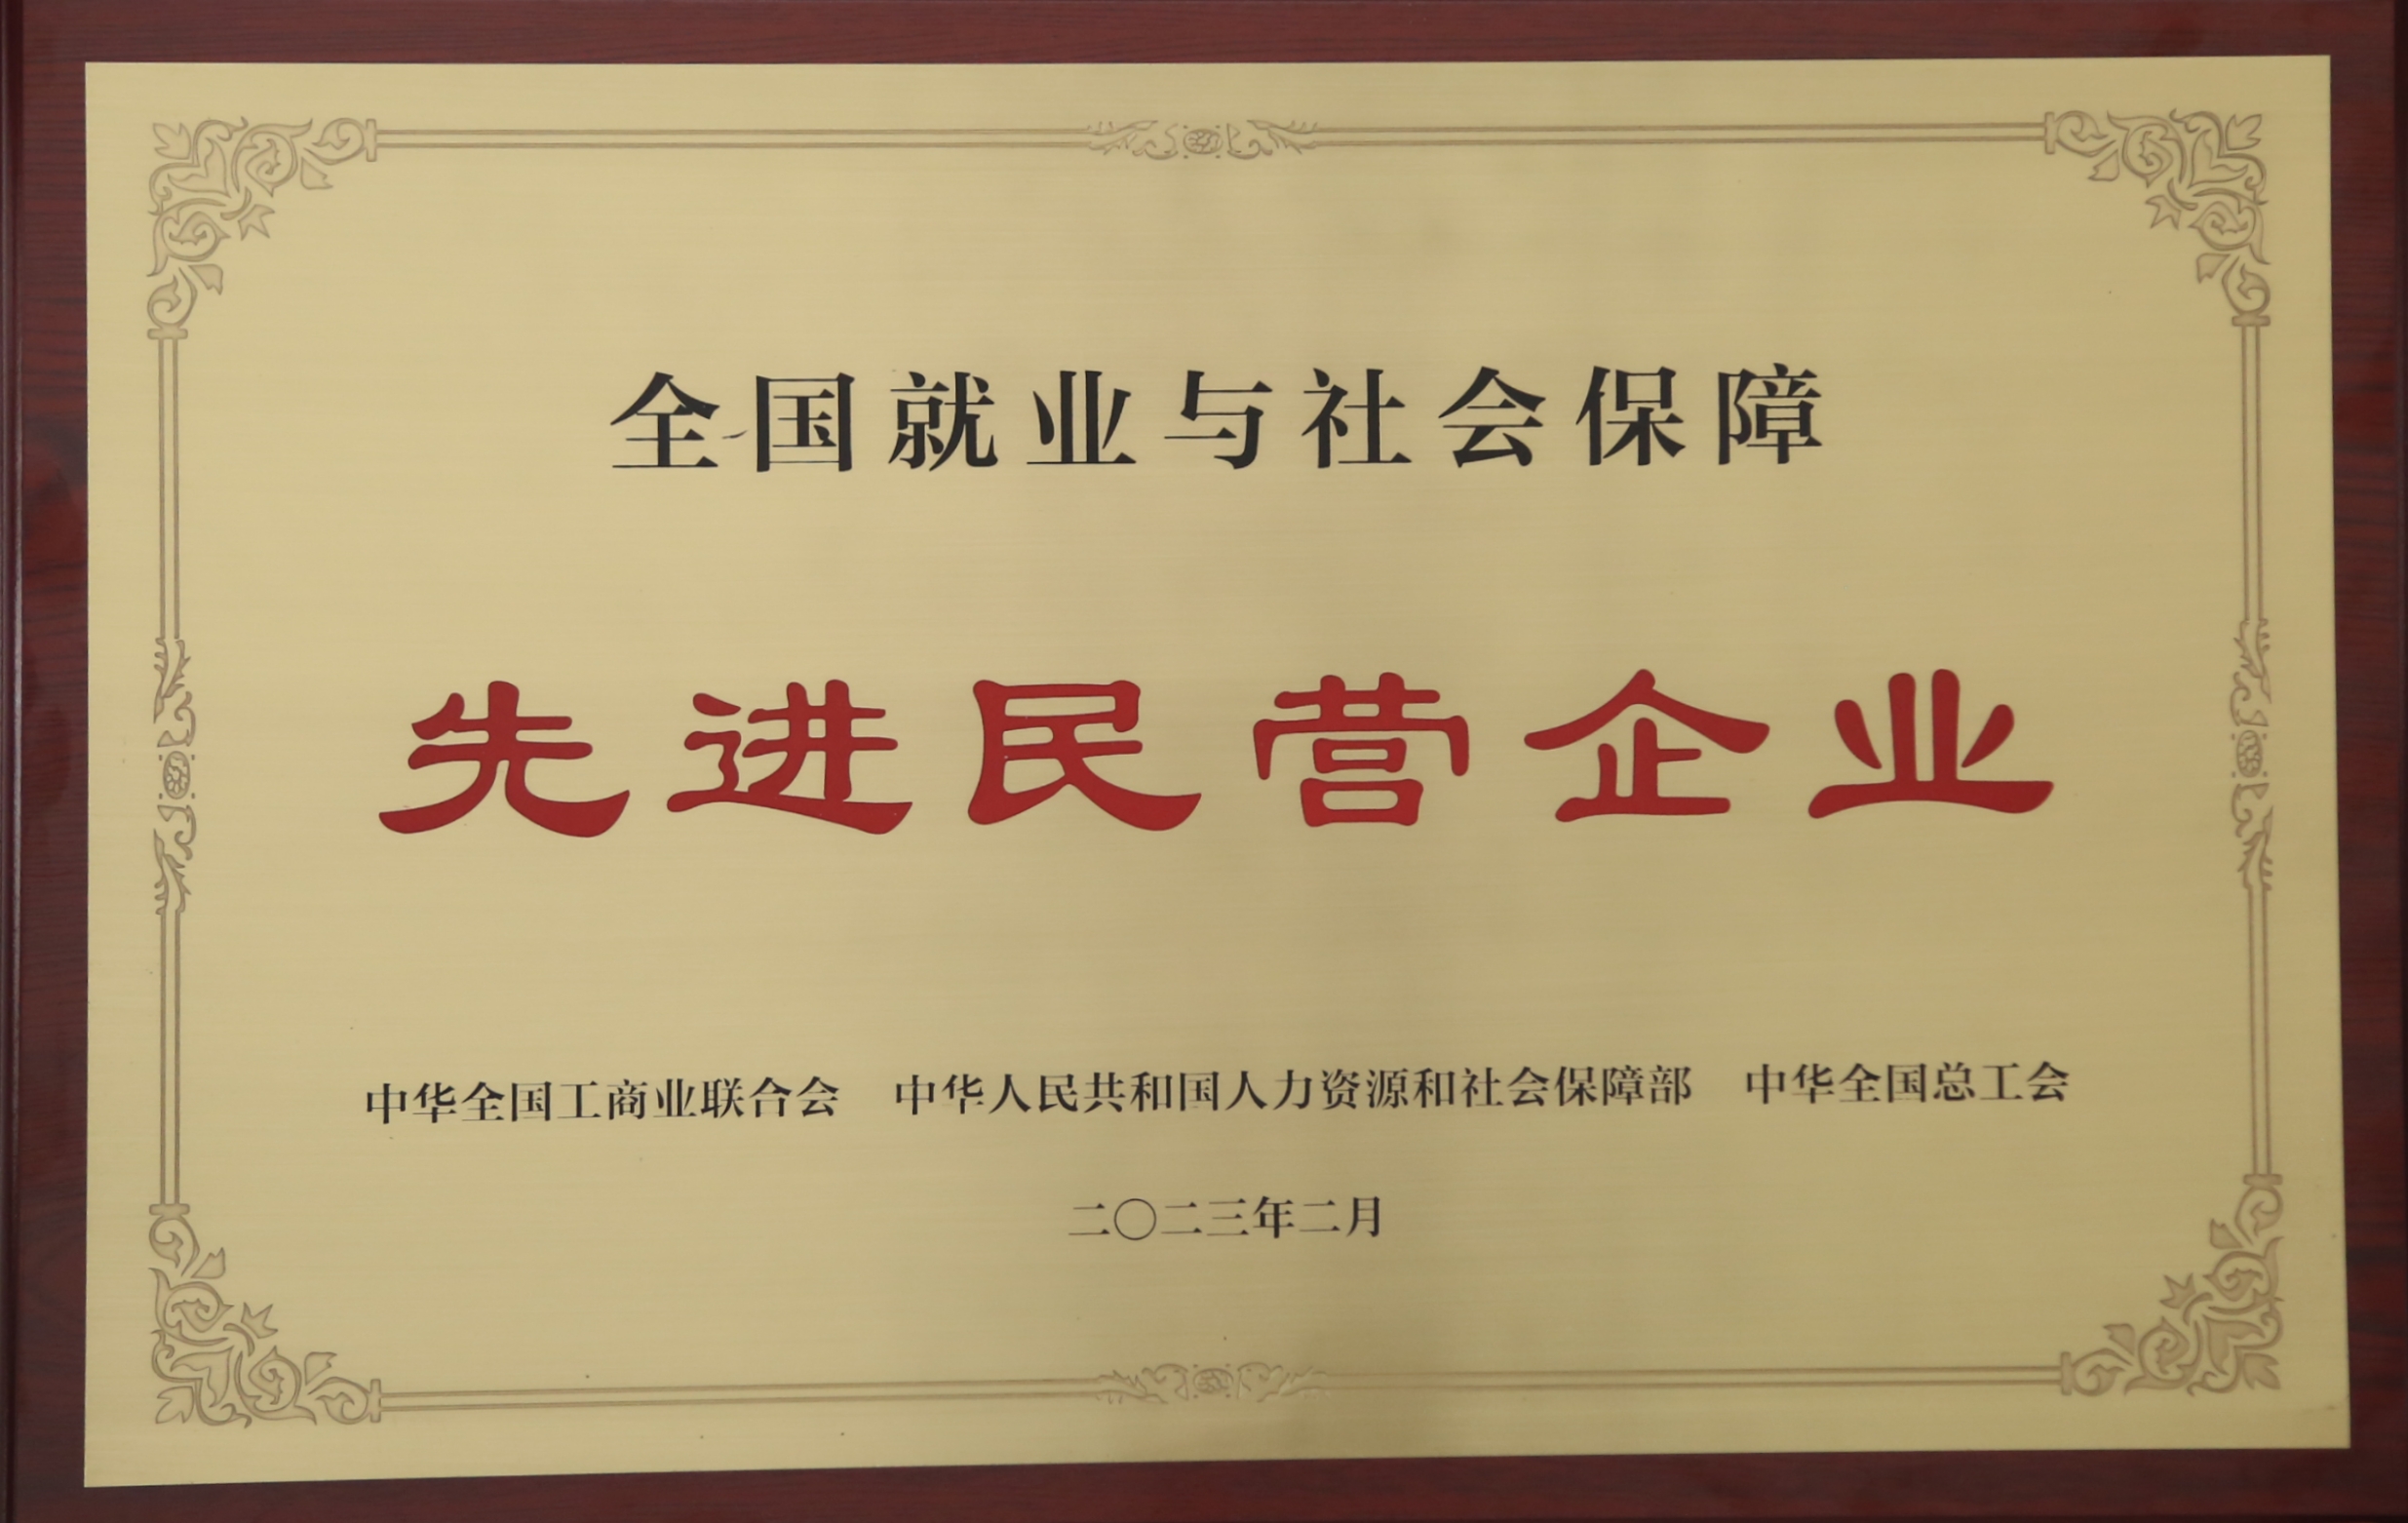 全国就业与社会保障
先进民营企业
中华全国工商业联合会 中华人民共和国人力资源和社会保障部 中华全国总工会
二〇二三年二月